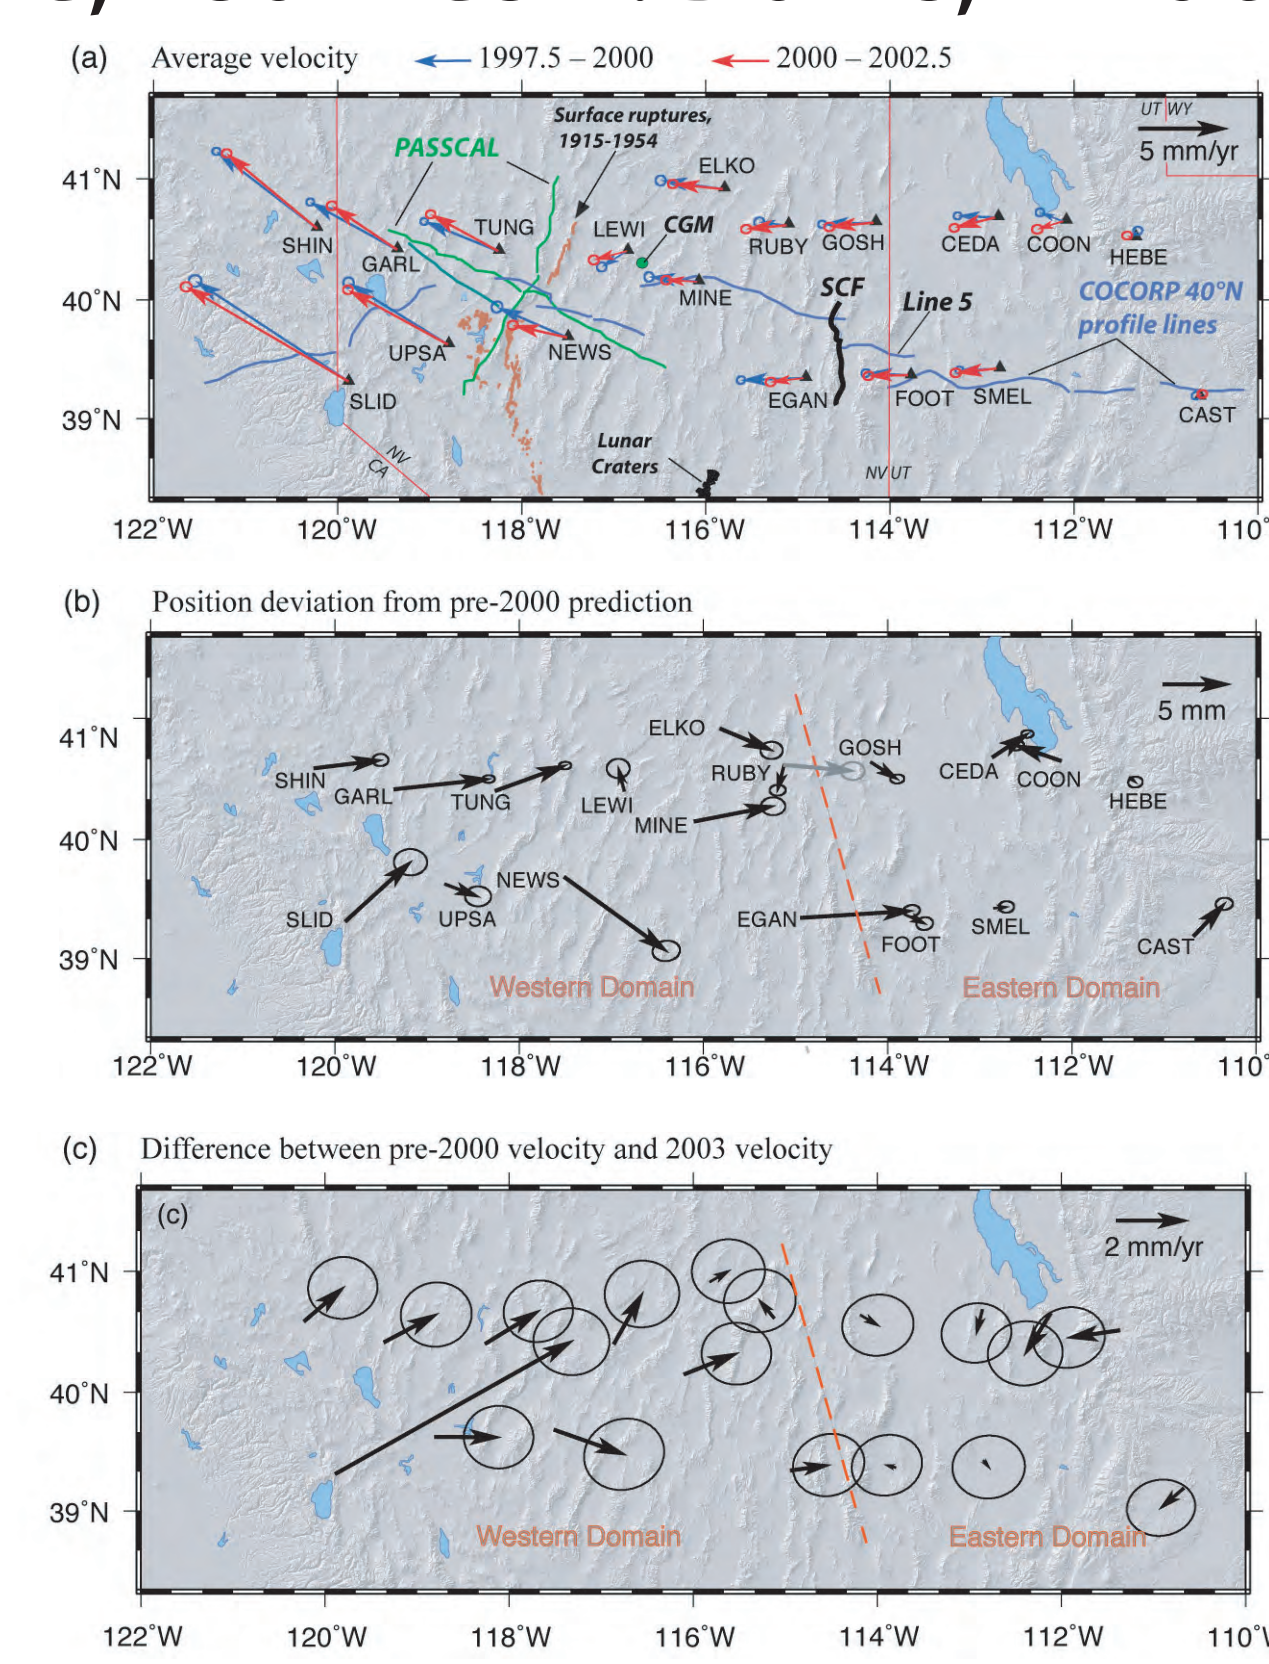 (a) Average velocity 1997.5 – 2000 2000 – 2002.5
UT WY
5 mm/yr
Surface ruptures,
1915-1954
PASSCAL
ELKO
41°N
TUNG
LEWI
CGM
RUBY
GOSH
CEDA
COON
HEBE
SHIN
GARL
MINE
SCF
Line 5
COCORP 40°N
profile lines
40°N
UPSA
NEWS
SLID
EGAN
FOOT
SMEL
CAST
39°N
NV
CA
Lunar
Craters
NV UT
122°W 120°W 118°W 116°W 114°W 112°W 110°
(b) Position deviation from pre-2000 prediction
5 mm
41°N
ELKO
GOSH
SHIN
GARL
TUNG
LEWI
RUBY
MINE
CEDA
COON
HEBE
40°N
NEWS
SLID
UPSA
EGAN
FOOT
SMEL
CAST
39°N
Western Domain
Eastern Domain
122°W 120°W 118°W 116°W 114°W 112°W 110°
(c) Difference between pre-2000 velocity and 2003 velocity
(c)
2 mm/yr
41°N
40°N
39°N
Western Domain
Eastern Domain
122°W 120°W 118°W 116°W 114°W 112°W 110°